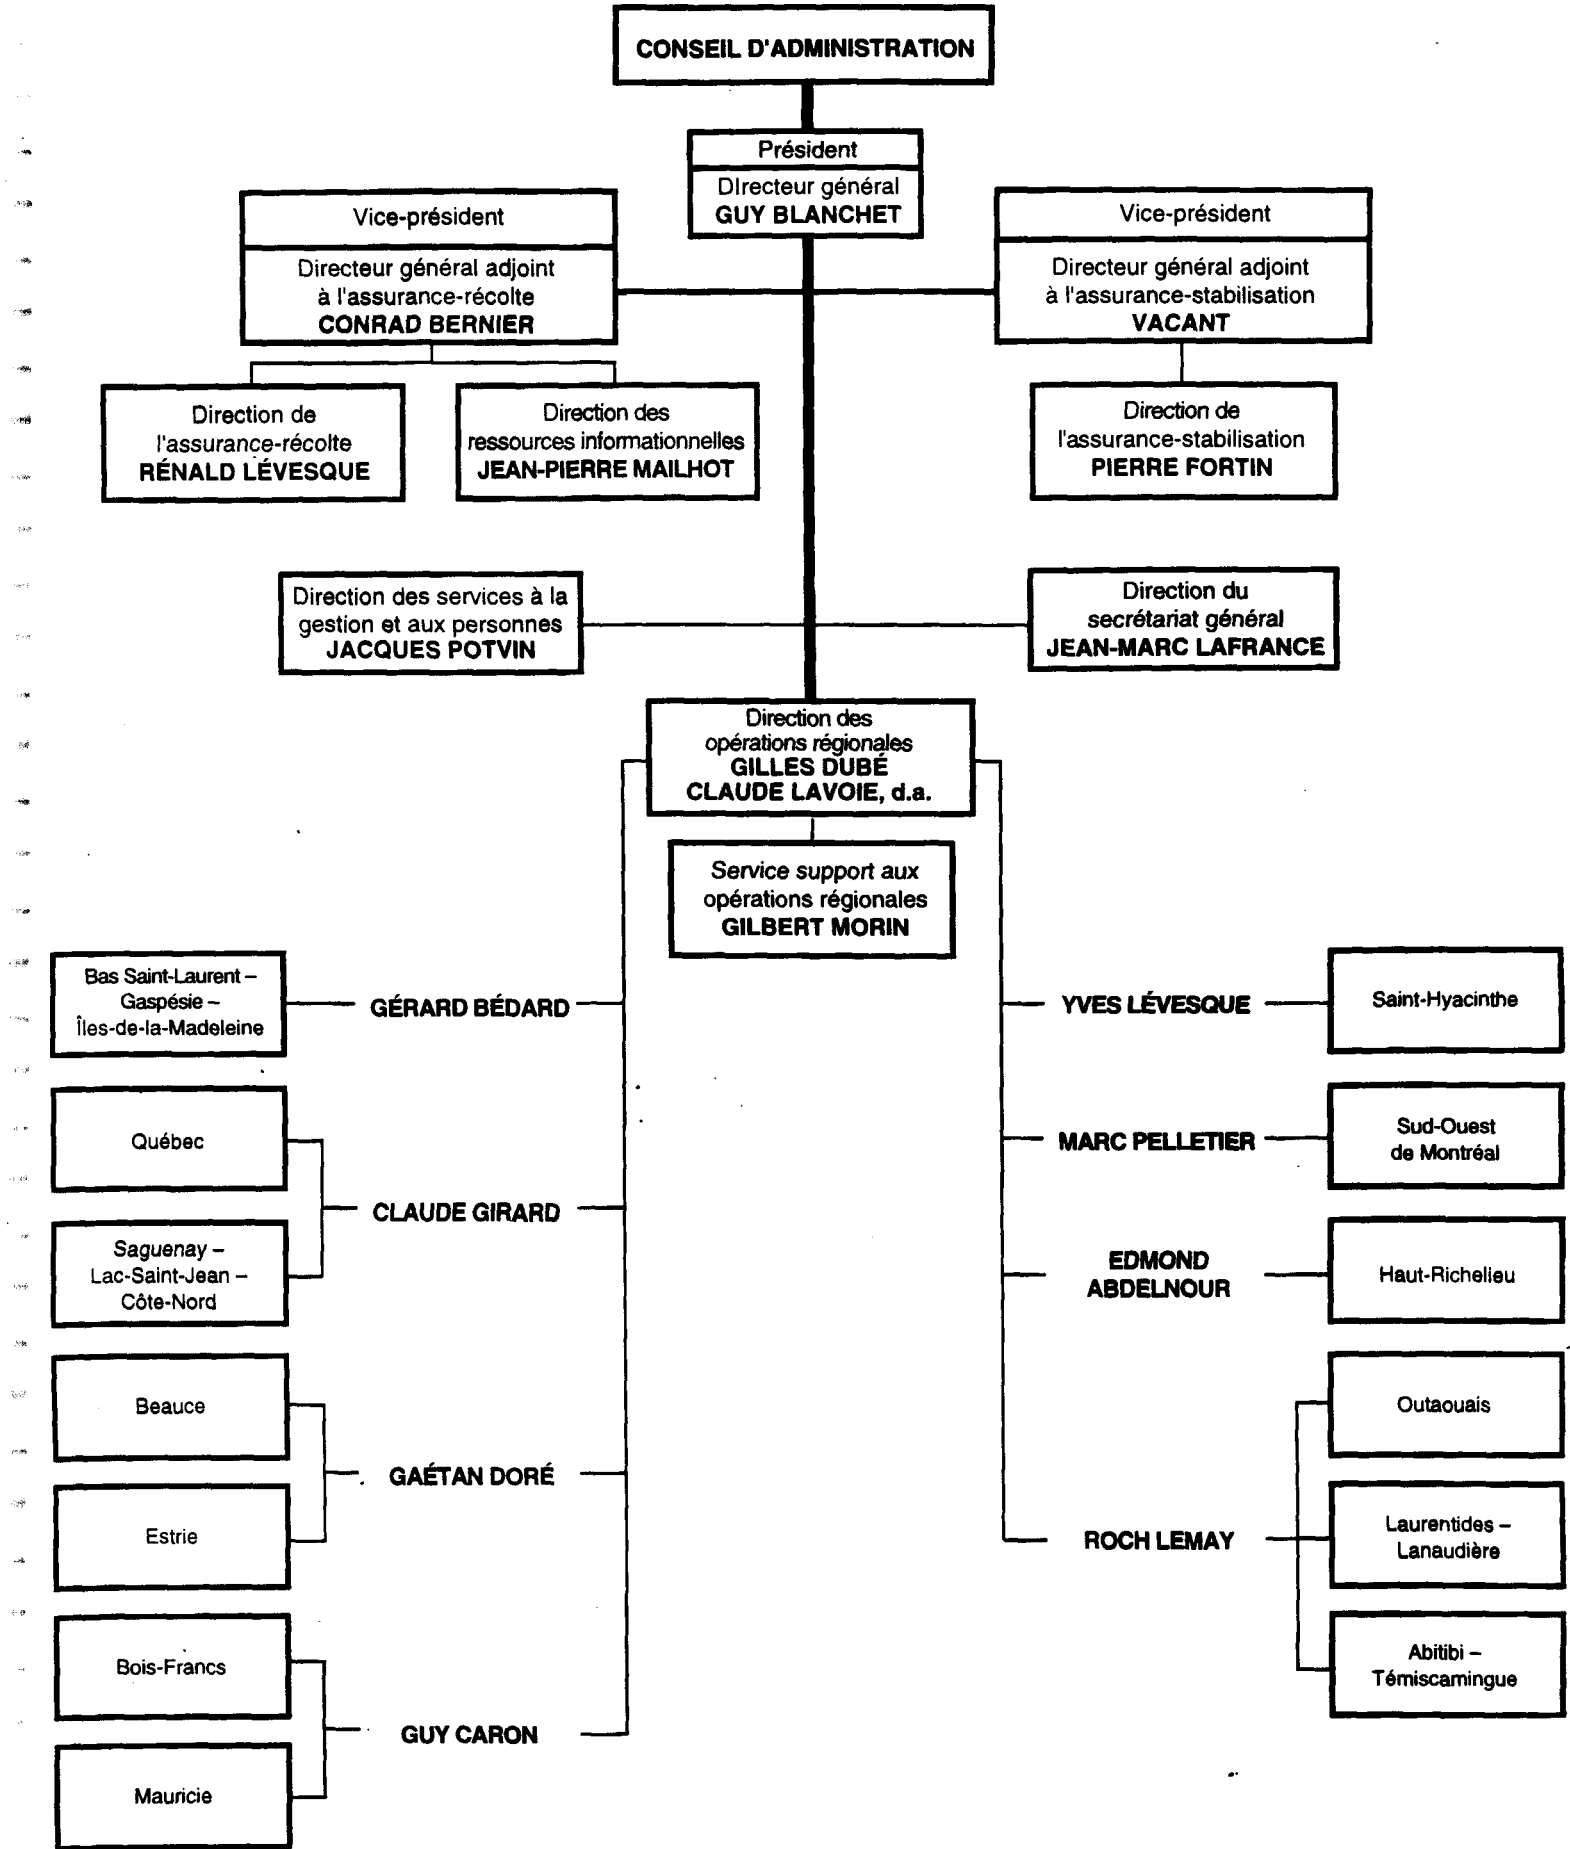 CONSEIL D'ADMINISTRATION
Président
DIrecteur général
GUY BLANCHET
Vice-président
Directeur général adjoint
à l'assurance-récolte
CONRAD BERNIER
Vice-président
Directeur général adjoint
à l'assurance-stabilisation
VACANT
Direction de
l'assurance-récolte
RÉNALD LÉVESQUE
Direction des
ressources informationnelles
JEAN-PIERRE MAILHOT
Direction de
l'assurance-stabilisation
PIERRE FORTIN
Direction des services à la
gestion et aux personnes
JACQUES POTVIN
Direction du
secrétariat général
JEAN-MARC LAFRANCE
Direction des
opérations régionales
GILLES DUBÉ
CLAUDE LAVOIE, d.a.
Service support aux
opérations régionales
GILBERT MORIN
Bas Saint-Laurent –
Gaspésie –
Îles-de-la-Madeleine
GÉRARD BÉDARD
Québec
Saguenay –
Lac-Saint-Jean –
Côte-Nord
CLAUDE GIRARD
Beauce
Estrie
GAÉTAN DORÉ
Bois-Francs
Mauricie
GUY CARON
YVES LÉVESQUE
Saint-Hyacinthe
MARC PELLETIER
Sud-Ouest
de Montréal
EDMOND
ABDELNOUR
Haut-Richelieu
ROCH LEMAY
Outaouais
Laurentides –
Lanaudière
Abitibi –
Témiscamingue